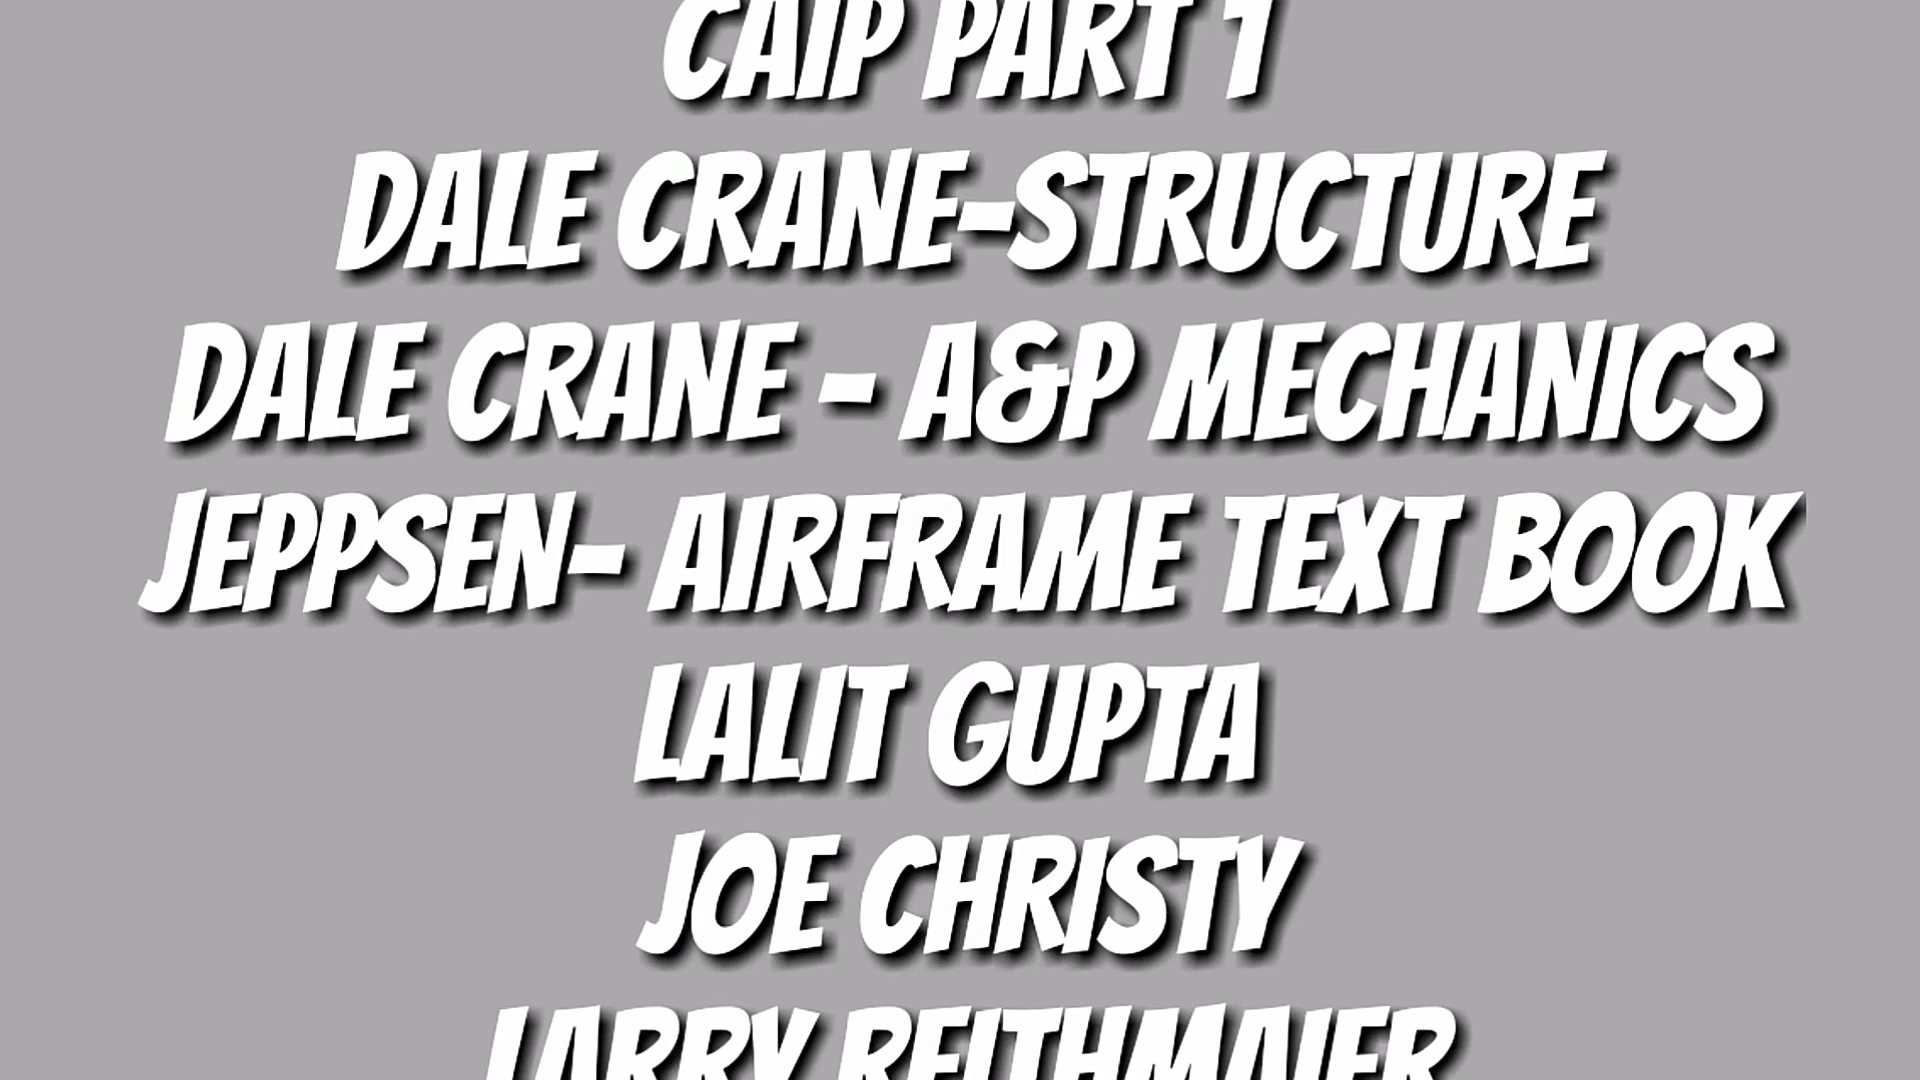 CAIP PART 1
DALE CRANE-STRUCTURE
DALE CRANE - A&P MECHANICS
JEPPSEN- AIRFRAME TEXT BOOK
LALIT GUPTA
JOE CHRISTY
LARRY REITHMAIER